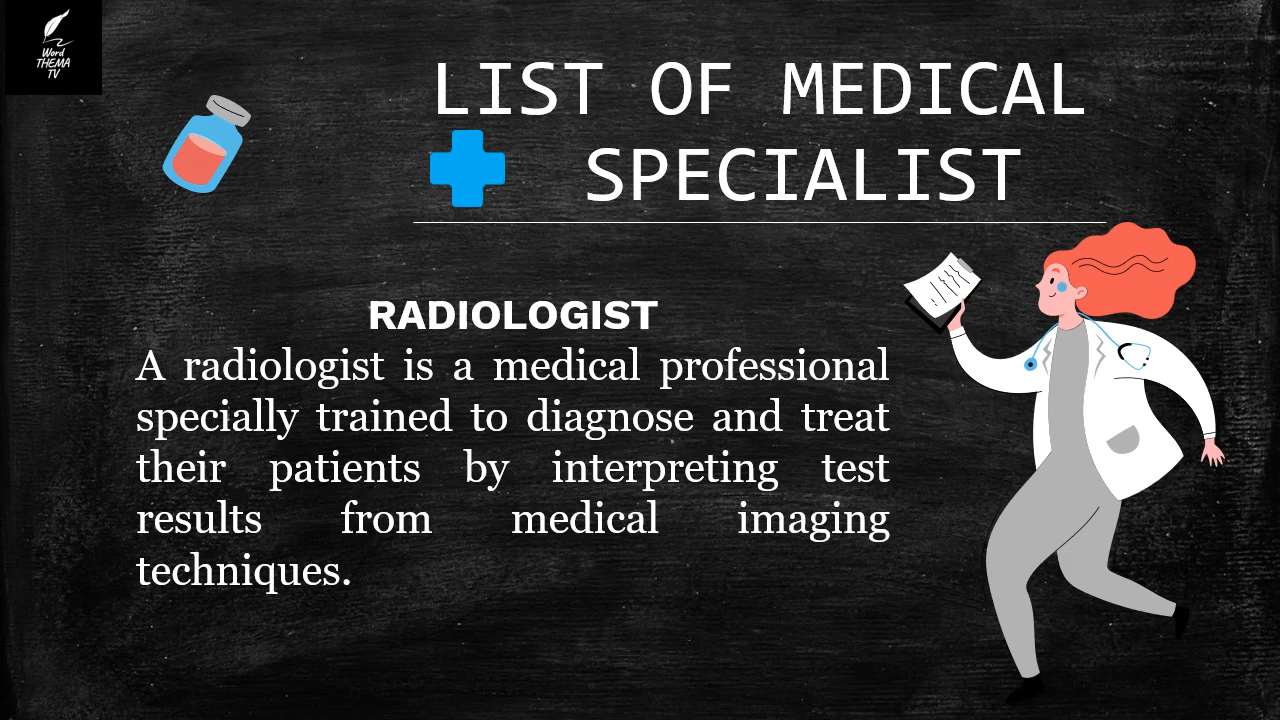 Word
THEMA
TV
LIST OF MEDICAL
SPECIALIST
RADIOLOGIST
A radiologist is a medical professional
specially trained to diagnose and treat
their patients by interpreting test
results from medical imaging
techniques.